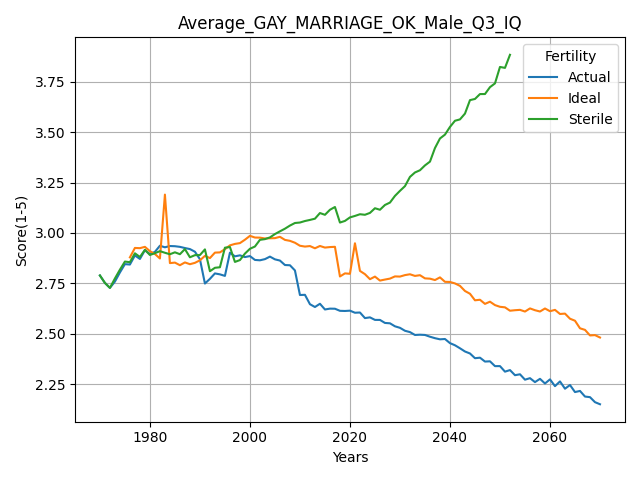 Average_GAY_MARRIAGE_OK_Male_Q3_IQ
Fertility
Actual
Ideal
Sterile
Score(1-5)
3.75
3.50
3.25
3.00
2.75
2.50
2.25
1980 2000 2020 2040 2060
Years